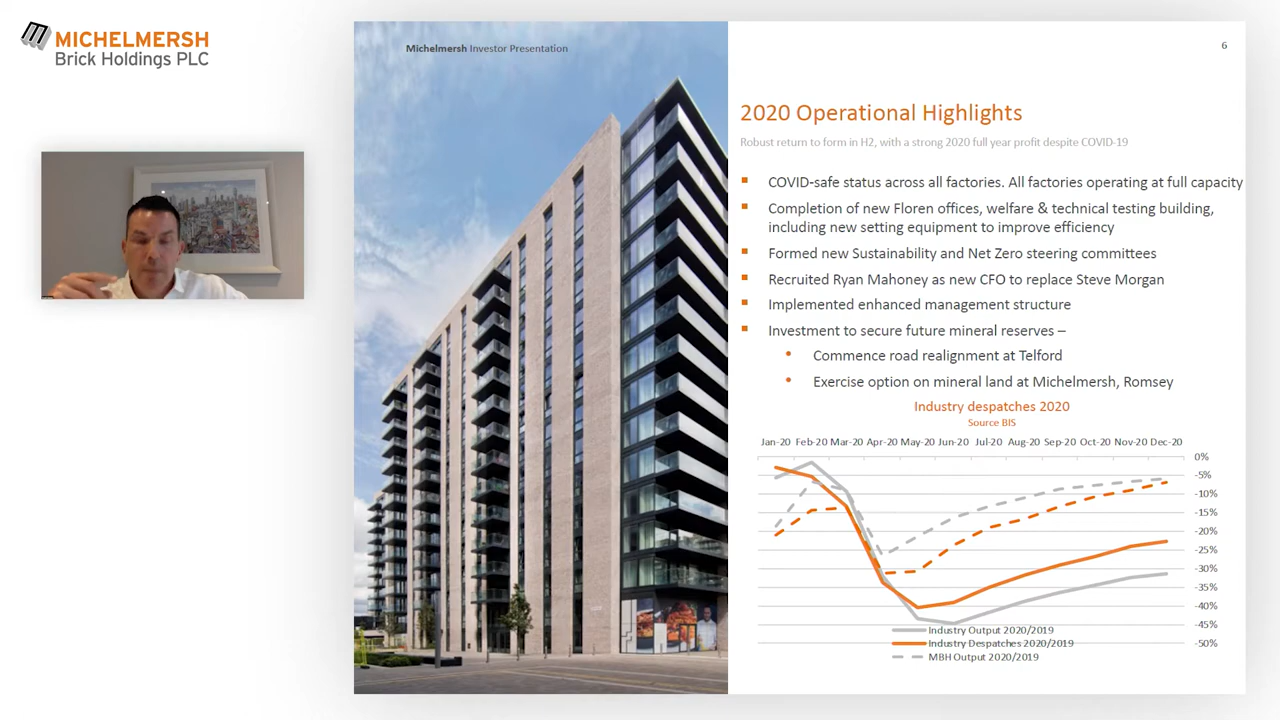 MICHELMERSH
Brick Holdings PLC
Michelmersh Investor Presentation
6
2020 Operational Highlights
Robust return to form in H2, with a strong 2020 full year profit despite COVID-19
COVID-safe status across all factories. All factories operating at full capacity
Completion of new Floren offices, welfare & technical testing building,
including new setting equipment to improve efficiency
Formed new Sustainability and Net Zero steering committees
Recruited Ryan Mahoney as new CFO to replace Steve Morgan
Implemented enhanced management structure
Investment to secure future mineral reserves –
Commence road realignment at Telford
Exercise option on mineral land at Michelmersh, Romsey
Industry despatches 2020
Source BIS
Jan-20 Feb-20 Mar-20 Apr-20 May-20 Jun-20 Jul-20 Aug-20 Sep-20 Oct-20 Nov-20 Dec-20
0%
-5%
-10%
-15%
-20%
-25%
-30%
-35%
-40%
-45%
-50%
Industry Output 2020/2019
Industry Despatches 2020/2019
MBH Output 2020/2019